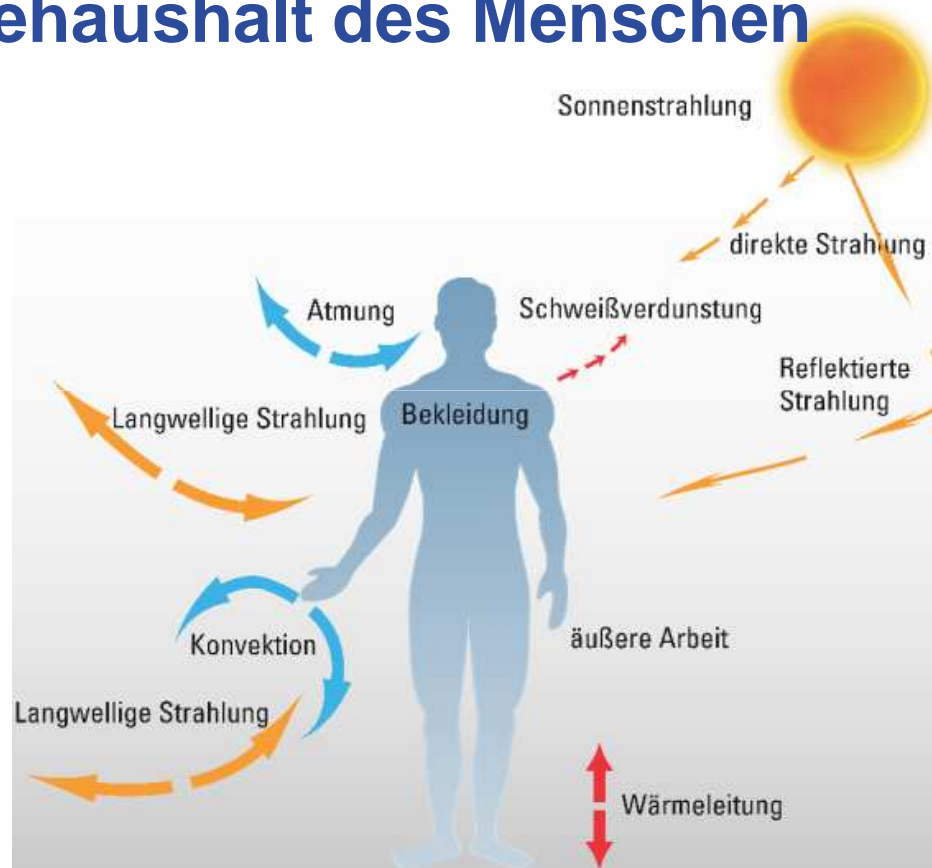 ehaushalt des Menschen
Sonnenstrahlung
direkte Strahlung
Atmung
Schweißverdunstung
Reflektierte
Strahlung
Langwellige Strahlung
Bekleidung
Konvektion
äußere Arbeit
Langwellige Strahlung
Wärmeleitung